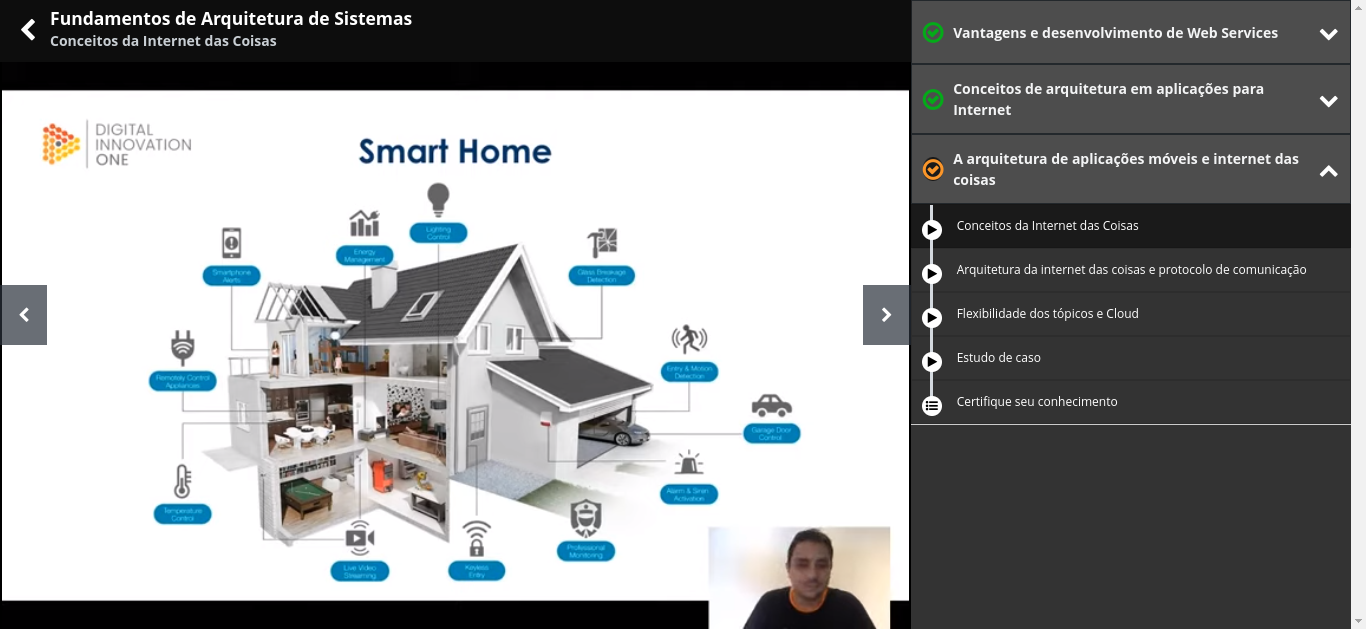 Fundamentos de Arquitetura de Sistemas
Conceitos da Internet das Coisas
DIGITAL
INNOVATION
ONE
Smart Home
Lighting
Control
Energy
Management
Smartphone
Alerts
Glass Breakage
Detection
Remotely Control
Appliances
Entry & Motion
Detection
Garage Door
Control
Temperature
Control
Alarm & Siren
Activation
Professional
Monitoring
Live Video
Streaming
Keyless
Entry
Vantagens e desenvolvimento de Web Services
Conceitos de arquitetura em aplicações para
Internet
A arquitetura de aplicações móveis e internet das
coisas
Conceitos da Internet das Coisas
Arquitetura da internet das coisas e protocolo de comunicação
Flexibilidade dos tópicos e Cloud
Estudo de caso
Certifique seu conhecimento